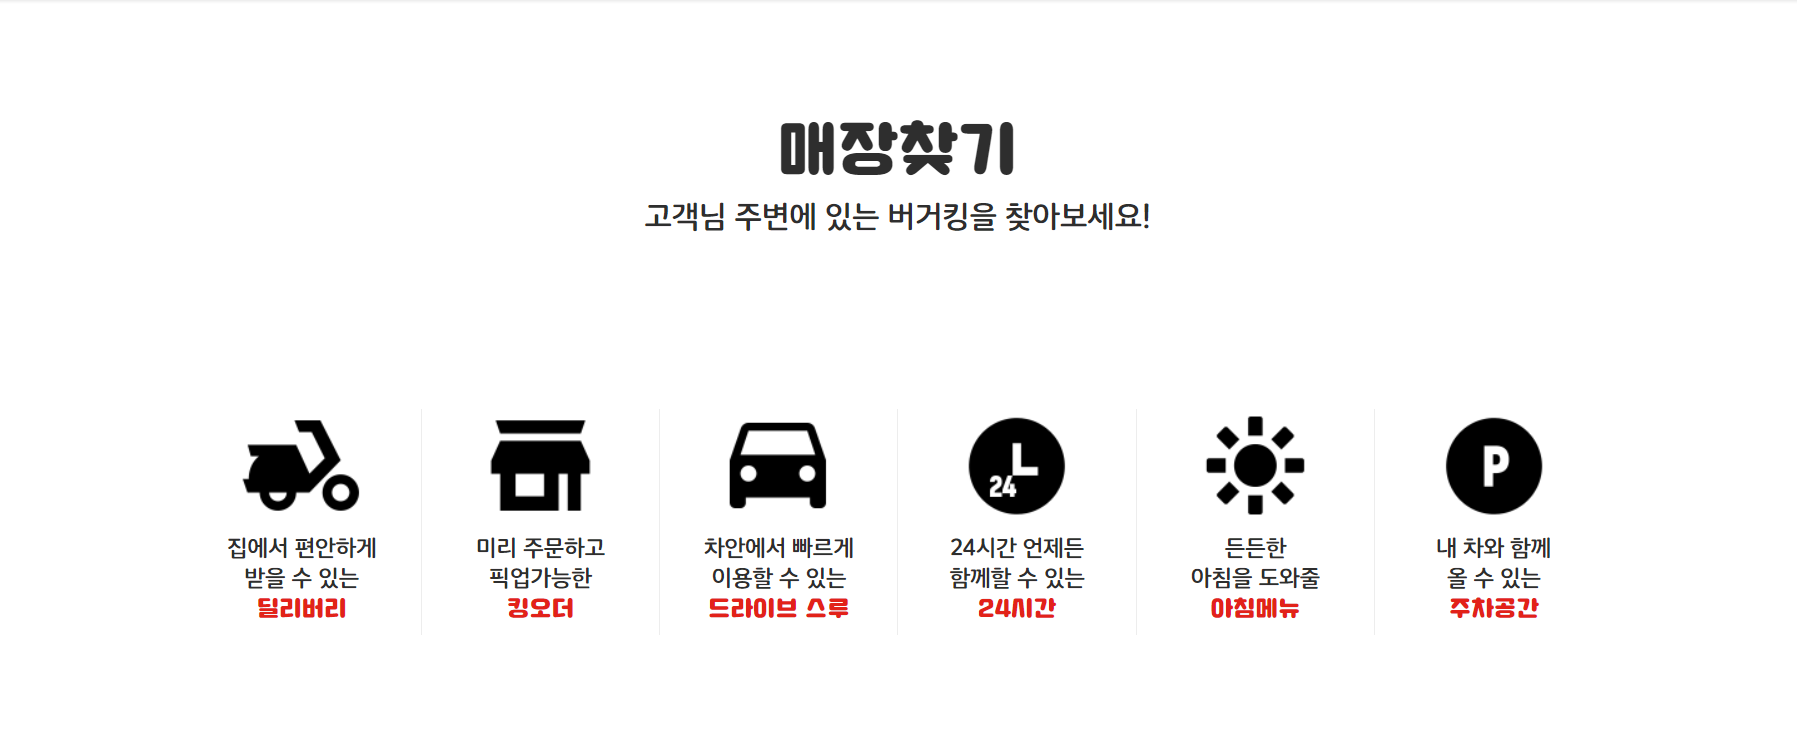 매장찾기
고객님 주변에 있는 버거킹을 찾아보세요!
24
P
집에서 편안하게
받을 수 있는
딜리버리
미리 주문하고
픽업가능한
킹오더
차안에서 빠르게
이용할 수 있는
드라이브 스루
24시간 언제든
함께할 수 있는
24시간
든든한
아침을 도와줄
아침메뉴
내 차와 함께
올 수 있는
주차공간